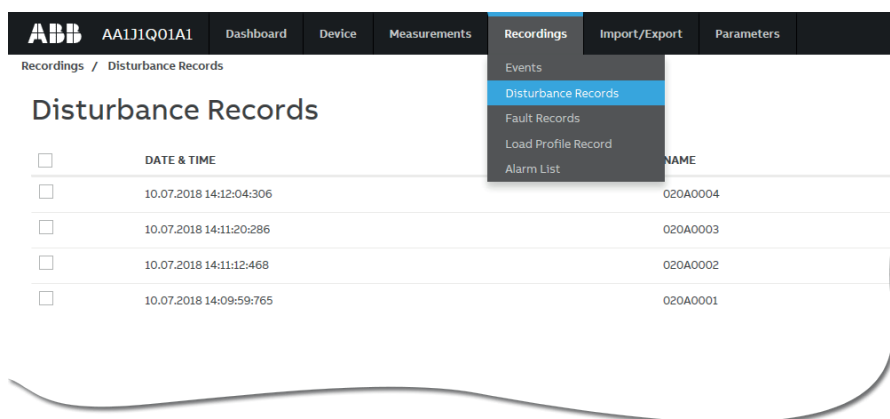 ABB AA1J1Q01A1 Dashboard Device Measurements Recordings Import/Export Parameters
Recordings / Disturbance Records
Events
Disturbance Records
Fault Records
Load Profile Record
Alarm List
Disturbance Records
DATE & TIME NAME
10.07.2018 14:12:04:306 020A0004
10.07.2018 14:11:20:286 020A0003
10.07.2018 14:11:12:468 020A0002
10.07.2018 14:09:59:765 020A0001